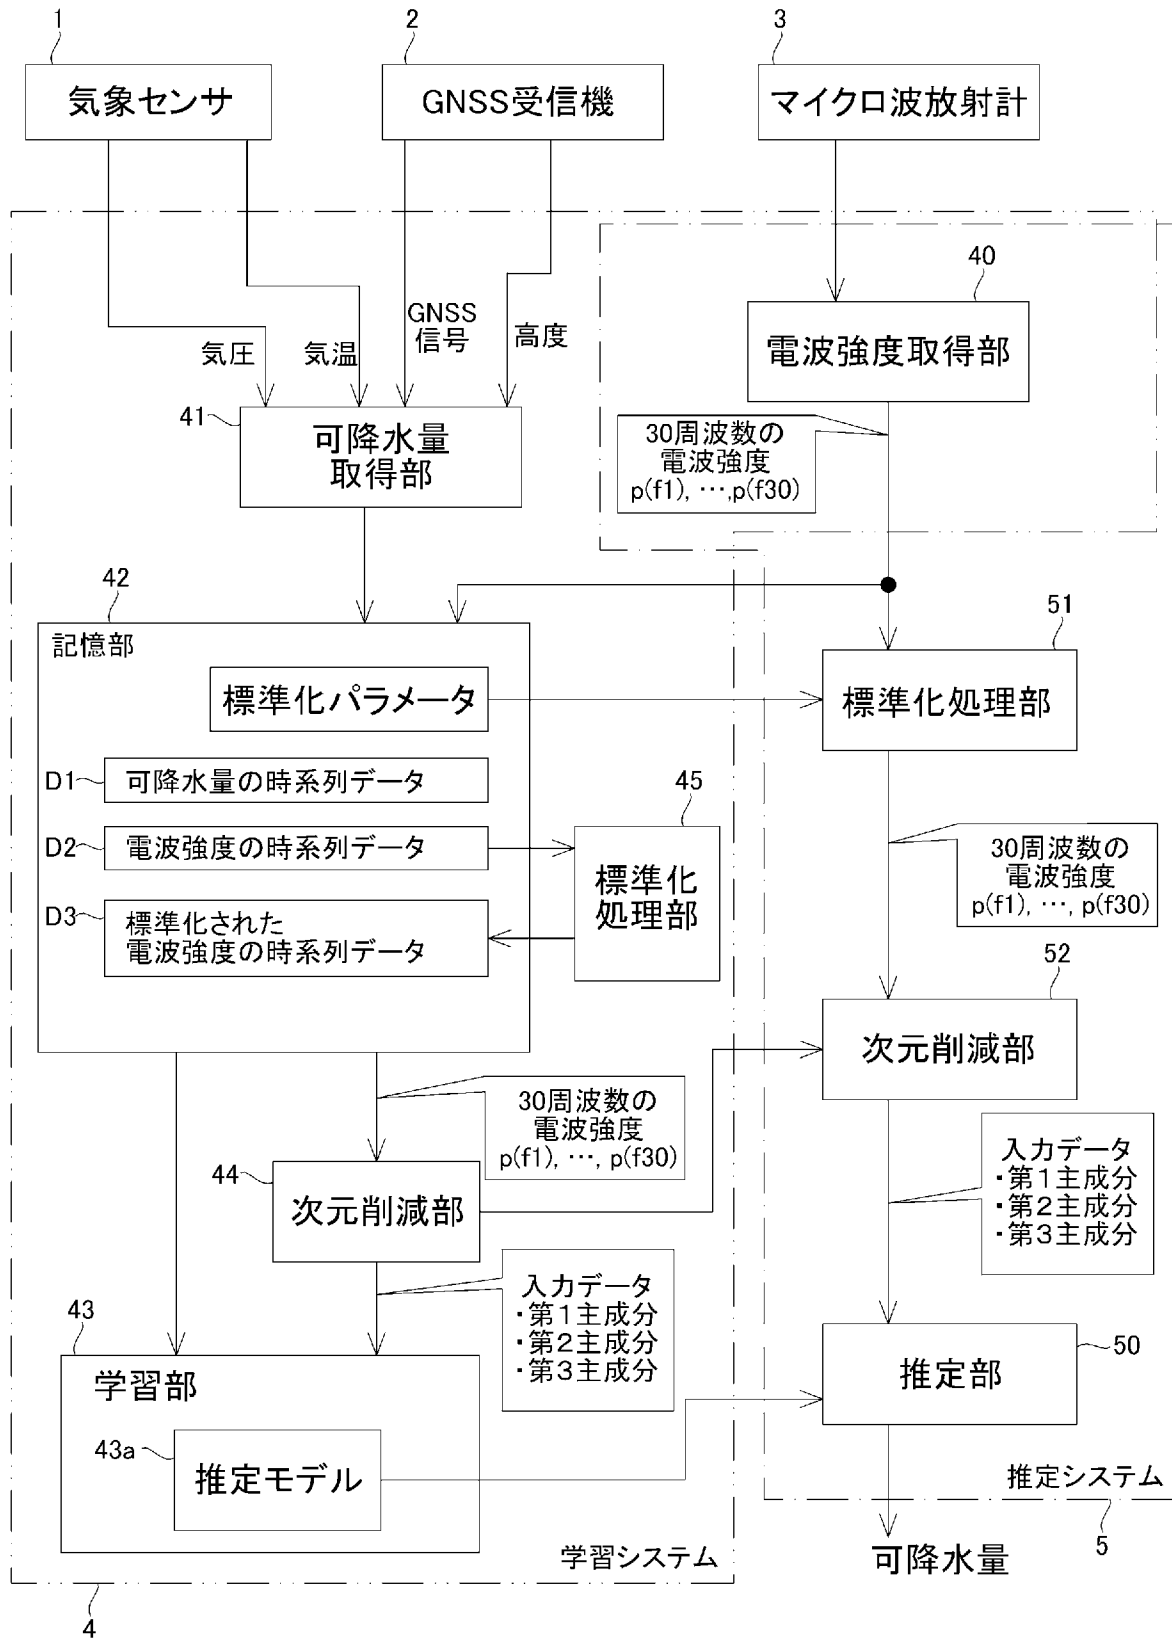 1
2
3
気象センサ
GNSS受信機
マイクロ波放射計
40
GNSS
信号
高度
気圧
気温
電波強度取得部
41
可降水量
取得部
30周波数の
電波強度
p(f1), …,p(f30)
42
記憶部
51
標準化パラメータ
標準化処理部
D1
可降水量の時系列データ
45
D2
電波強度の時系列データ
標準化
処理部
30周波数の
電波強度
p(f1), …, p(f30)
D3
標準化された
電波強度の時系列データ
52
次元削減部
30周波数の
電波強度
p(f1), …, p(f30)
44
次元削減部
入力データ
・第1主成分
・第2主成分
・第3主成分
入力データ
・第1主成分
・第2主成分
・第3主成分
43
学習部
50
推定部
43a
推定モデル
推定システム
5
学習システム
可降水量
4